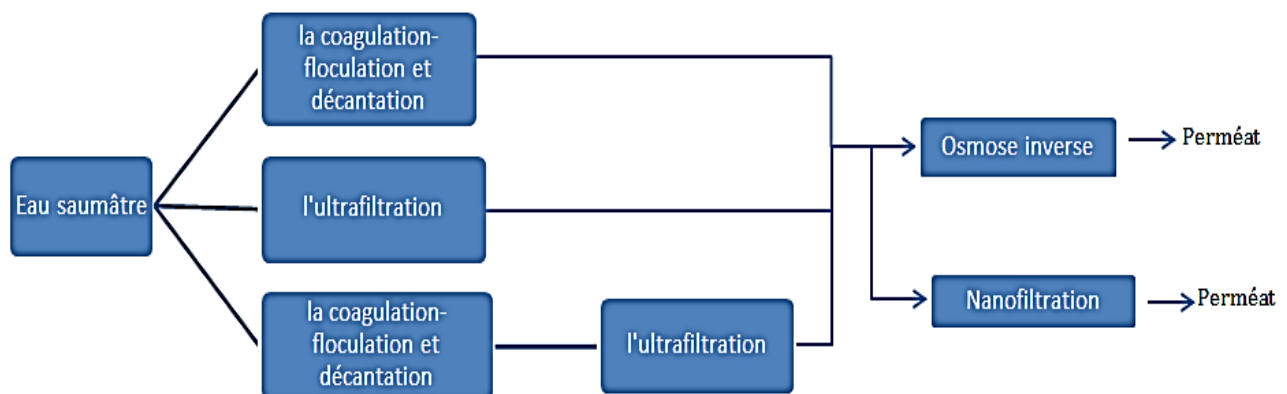 la coagulation-
floculation et
décantation
Eau saumâtre
l'ultrafiltration
la coagulation-
floculation et
décantation
l'ultrafiltration
Osmose inverse
Perméat
Nanofiltration
Perméat